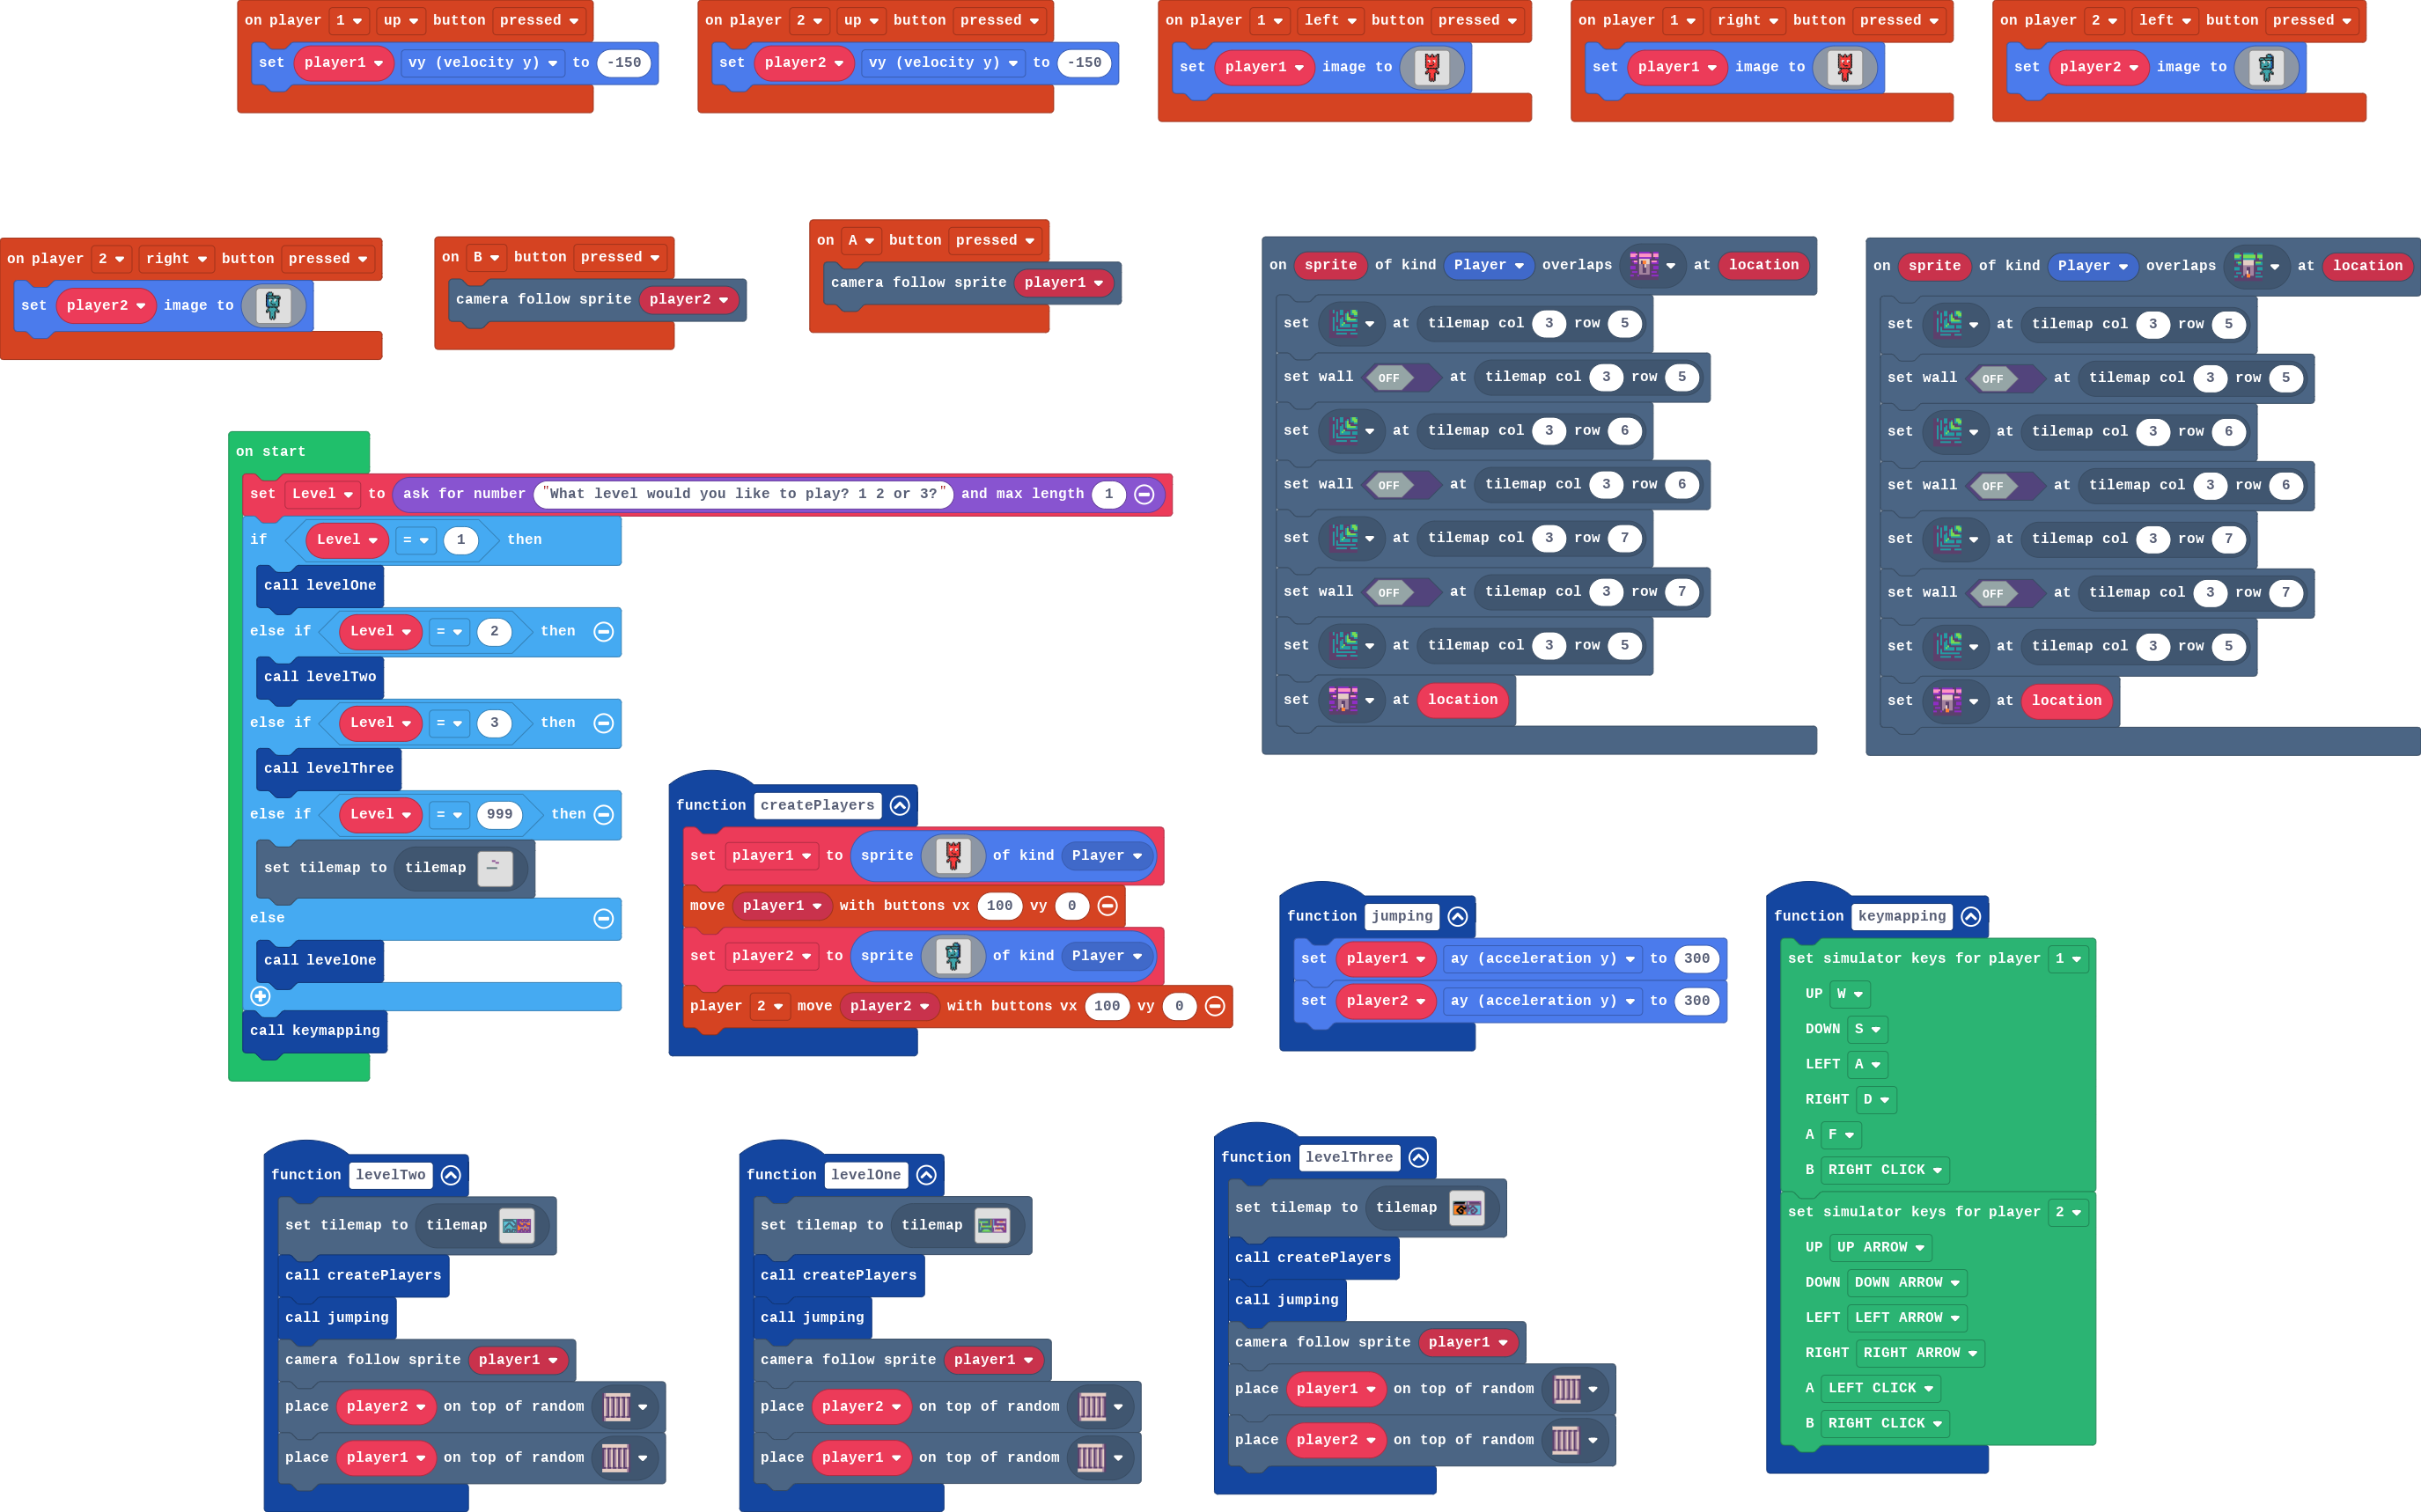 on player 1 up button pressed
set player1 vy (velocity y) to -150
on player 2 up button pressed
set player2 vy (velocity y) to -150
on player 1 left button pressed
set player1 image to
on player 1 right button pressed
set player1 image to
on player 2 left button pressed
set player2 image to
on player 2 right button pressed
set player2 image to
on B button pressed
camera follow sprite player2
on A button pressed
camera follow sprite player1
on sprite of kind Player overlaps at location
set at tilemap col 3 row 5
set wall OFF at tilemap col 3 row 5
set at tilemap col 3 row 6
set wall OFF at tilemap col 3 row 6
set at tilemap col 3 row 7
set wall OFF at tilemap col 3 row 7
set at tilemap col 3 row 5
set at location
on sprite of kind Player overlaps at location
set at tilemap col 3 row 5
set wall OFF at tilemap col 3 row 5
set at tilemap col 3 row 6
set wall OFF at tilemap col 3 row 6
set at tilemap col 3 row 7
set wall OFF at tilemap col 3 row 7
set at tilemap col 3 row 5
set at location
on start
set Level to ask for number "What level would you like to play? 1 2 or 3?" and max length 1
if Level = 1 then
call levelOne
else if Level = 2 then
call levelTwo
else if Level = 3 then
call levelThree
else if Level = 999 then
set tilemap to tilemap
else
call levelOne
call keymapping
function createPlayers
set player1 to sprite of kind Player
move player1 with buttons vx 100 vy 0
set player2 to sprite of kind Player
player 2 move player2 with buttons vx 100 vy 0
function jumping
set player1 ay (acceleration y) to 300
set player2 ay (acceleration y) to 300
function keymapping
set simulator keys for player 1
UP W
DOWN S
LEFT A
RIGHT D
A F
B RIGHT CLICK
set simulator keys for player 2
UP UP ARROW
DOWN DOWN ARROW
LEFT LEFT ARROW
RIGHT RIGHT ARROW
A LEFT CLICK
B RIGHT CLICK
function levelTwo
set tilemap to tilemap
call createPlayers
call jumping
camera follow sprite player1
place player2 on top of random
place player1 on top of random
function levelOne
set tilemap to tilemap
call createPlayers
call jumping
camera follow sprite player1
place player2 on top of random
place player1 on top of random
function levelThree
set tilemap to tilemap
call createPlayers
call jumping
camera follow sprite player1
place player1 on top of random
place player2 on top of random